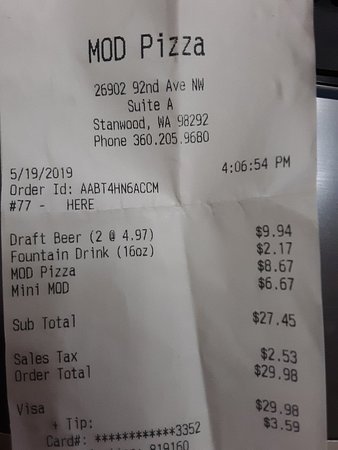 MOD Pizza
26902 92nd Ave NW
Suite A
Stanwood, WA 98292
Phone 360.205.9680
5/19/2019 4:06:54 PM
Order Id: AABT4HN6ACCM
#77 - HERE
Draft Beer (2 @ 4.97) $9.94
Fountain Drink (16oz) $2.17
MOD Pizza $8.67
Mini MOD $6.67
Sub Total $27.45
Sales Tax $2.53
Order Total $29.98
Visa $29.98
+ Tip: $3.59
Card#: ************3352
819160